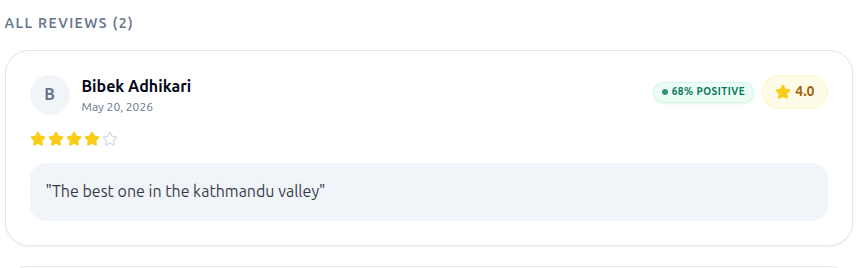 ALL REVIEWS (2)
B
Bibek Adhikari
May 20, 2026
68% POSITIVE
4.0
"The best one in the kathmandu valley"